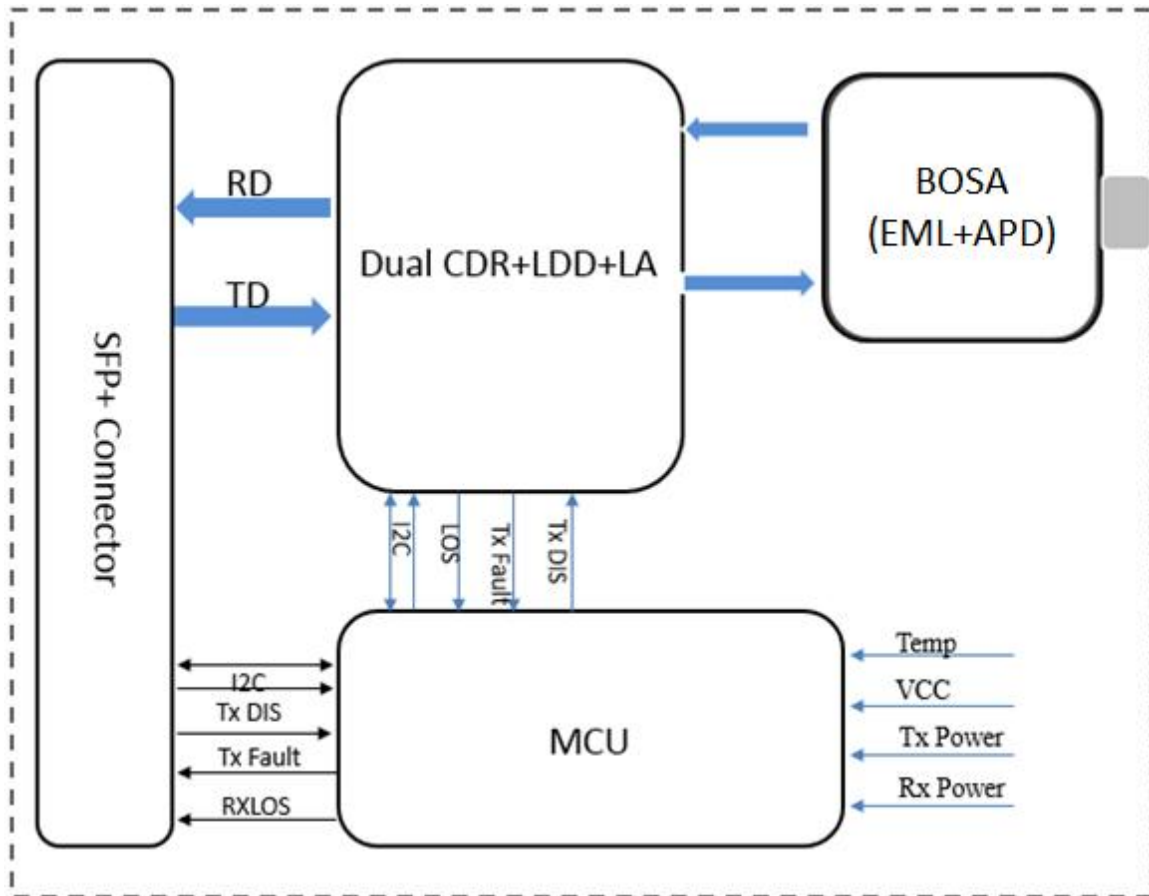 SFP+ Connector
RD
TD
Dual CDR+LDD+LA
BOSA
(EML+APD)
I2C
LOS
Tx Fault
Tx DIS
I2C
Tx DIS
Tx Fault
RXLOS
MCU
Temp
VCC
Tx Power
Rx Power